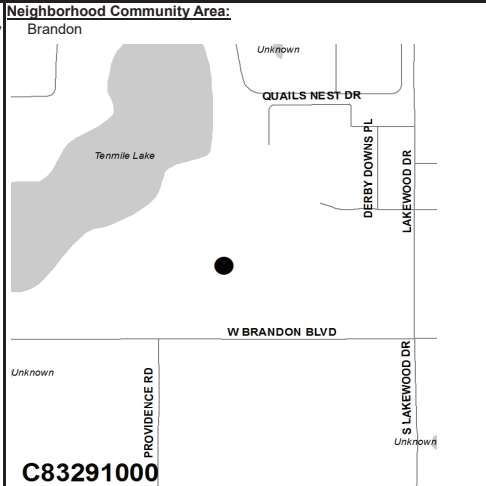 Neighborhood Community Area:
Brandon
Unknown
QUAILS NEST DR
Tenmile Lake
DERBY DOWNS PL
LAKEWOOD DR
W BRANDON BLVD
Unknown
PROVIDENCE RD
S LAKEWOOD DR
Unknown
C83291000